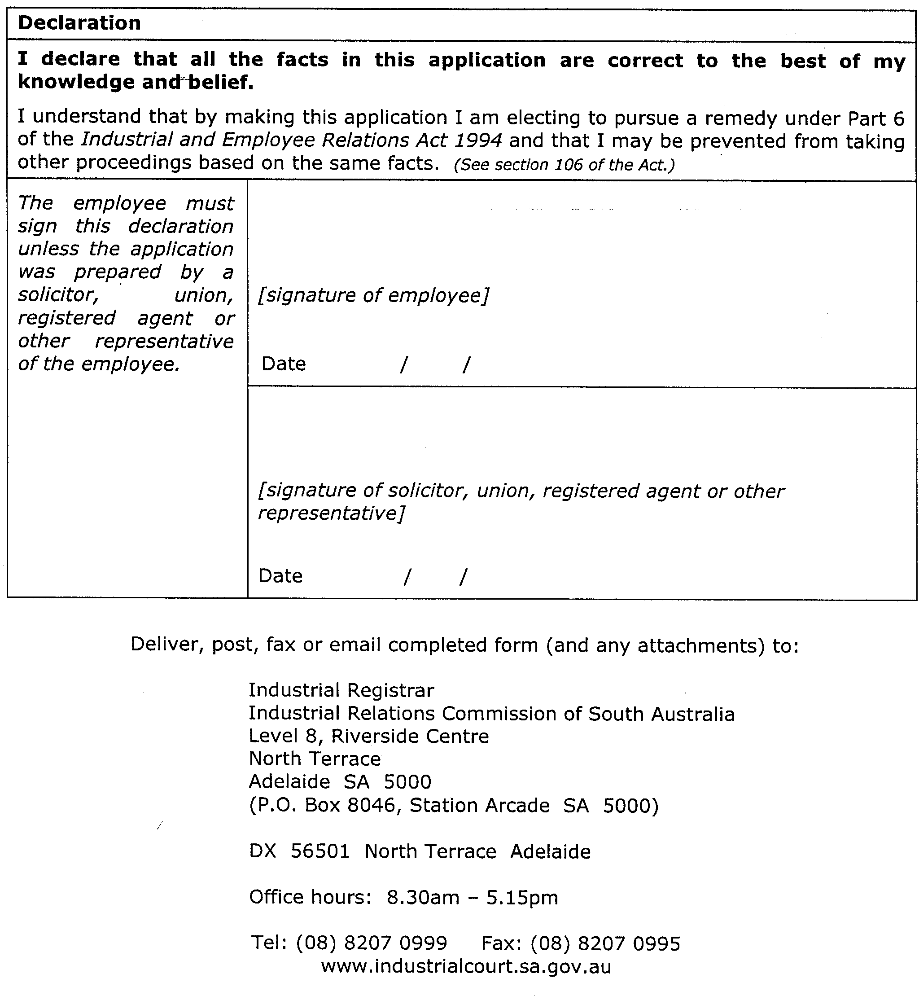 Declaration
I declare that all the facts in this application are correct to the best of my
knowledge and belief.
I understand that by making this application I am electing to pursue a remedy under Part 6
of the Industrial and Employee Relations Act 1994 and that I may be prevented from taking
other proceedings based on the same facts. (See section 106 of the Act.)
The employee must
sign this declaration
unless the application
was prepared by a
solicitor, union,
registered agent or
other representative
of the employee.
[signature of employee]
Date / /
[signature of solicitor, union, registered agent or other
representative]
Date / /
Deliver, post, fax or email completed form (and any attachments) to:
Industrial Registrar
Industrial Relations Commission of South Australia
Level 8, Riverside Centre
North Terrace
Adelaide SA 5000
(P.O. Box 8046, Station Arcade SA 5000)
DX 56501 North Terrace Adelaide
Office hours: 8.30am – 5.15pm
Tel: (08) 8207 0999 Fax: (08) 8207 0995
www.industrialcourt.sa.gov.au